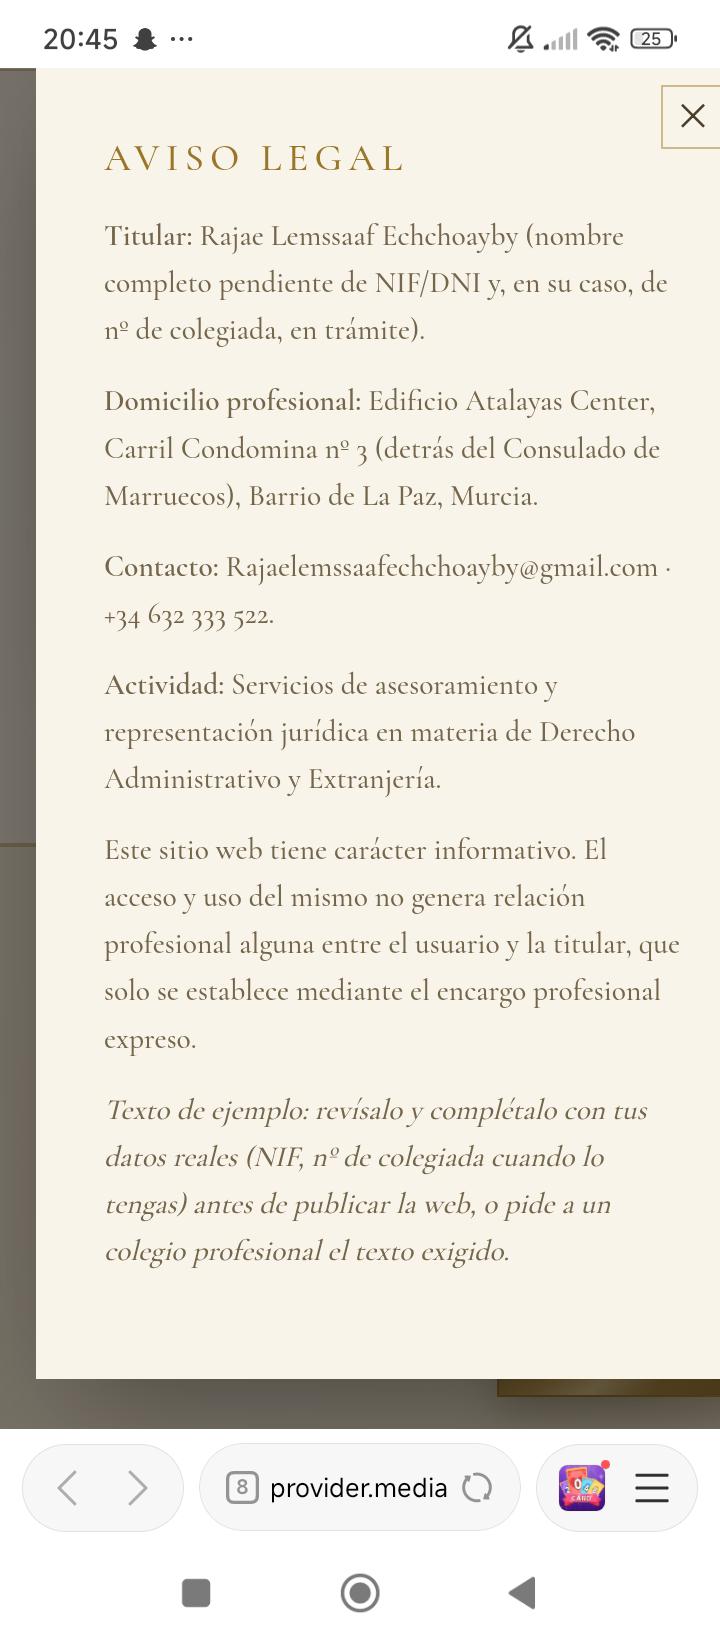 20:45
25
AVISO LEGAL
Titular: Rajae Lemssaaf Echchoayby (nombre
completo pendiente de NIF/DNI y, en su caso, de
nº de colegiada, en trámite).
Domicilio profesional: Edificio Atalayas Center,
Carril Condomina nº 3 (detrás del Consulado de
Marruecos), Barrio de La Paz, Murcia.
Contacto: Rajaelemssaafechchoayby@gmail.com ·
+34 632 333 522.
Actividad: Servicios de asesoramiento y
representación jurídica en materia de Derecho
Administrativo y Extranjería.
Este sitio web tiene carácter informativo. El
acceso y uso del mismo no genera relación
profesional alguna entre el usuario y la titular, que
solo se establece mediante el encargo profesional
expreso.
Texto de ejemplo: revísalo y complétalo con tus
datos reales (NIF, nº de colegiada cuando lo
tengas) antes de publicar la web, o pide a un
colegio profesional el texto exigido.
8 provider.media